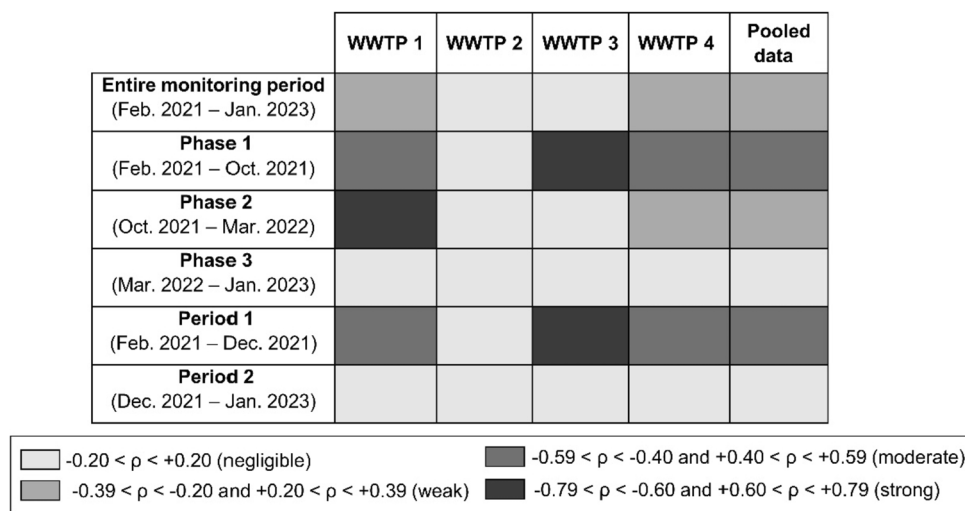 WWTP 1 WWTP 2 WWTP 3 WWTP 4 Pooled data
Entire monitoring period
(Feb. 2021 – Jan. 2023)
Phase 1
(Feb. 2021 – Oct. 2021)
Phase 2
(Oct. 2021 – Mar. 2022)
Phase 3
(Mar. 2022 – Jan. 2023)
Period 1
(Feb. 2021 – Dec. 2021)
Period 2
(Dec. 2021 – Jan. 2023)
-0.20 < ρ < +0.20 (negligible)
-0.39 < ρ < -0.20 and +0.20 < ρ < +0.39 (weak)
-0.59 < ρ < -0.40 and +0.40 < ρ < +0.59 (moderate)
-0.79 < ρ < -0.60 and +0.60 < ρ < +0.79 (strong)